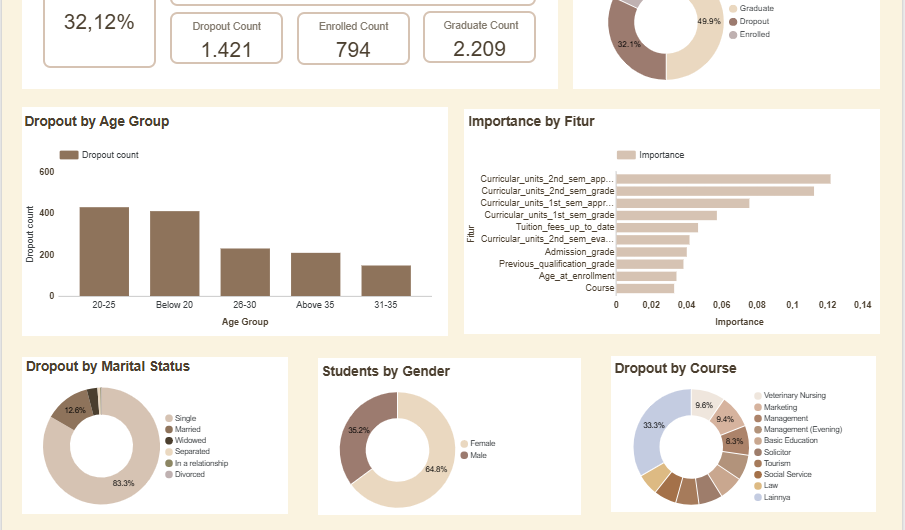 32,12%
Dropout Count
1.421
Enrolled Count
794
Graduate Count
2.209
49.9%
32.1%
Graduate
Dropout
Enrolled
Dropout by Age Group
Dropout count
600
400
200
0
Dropout count
20-25
Below 20
26-30
Above 35
31-35
Age Group
Importance by Fitur
Importance
Fitur
Curricular_units_2nd_sem_app...
Curricular_units_2nd_sem_grade
Curricular_units_1st_sem_appr...
Curricular_units_1st_sem_grade
Tuition_fees_up_to_date
Curricular_units_2nd_sem_eva...
Admission_grade
Previous_qualification_grade
Age_at_enrollment
Course
0 0,02 0,04 0,06 0,08 0,1 0,12 0,14
Importance
Dropout by Marital Status
12.6%
83.3%
Single
Married
Widowed
Separated
In a relationship
Divorced
Students by Gender
35.2%
64.8%
Female
Male
Dropout by Course
9.6%
9.4%
8.3%
33.3%
Veterinary Nursing
Marketing
Management
Management (Evening)
Basic Education
Solicitor
Tourism
Social Service
Law
Lainnya